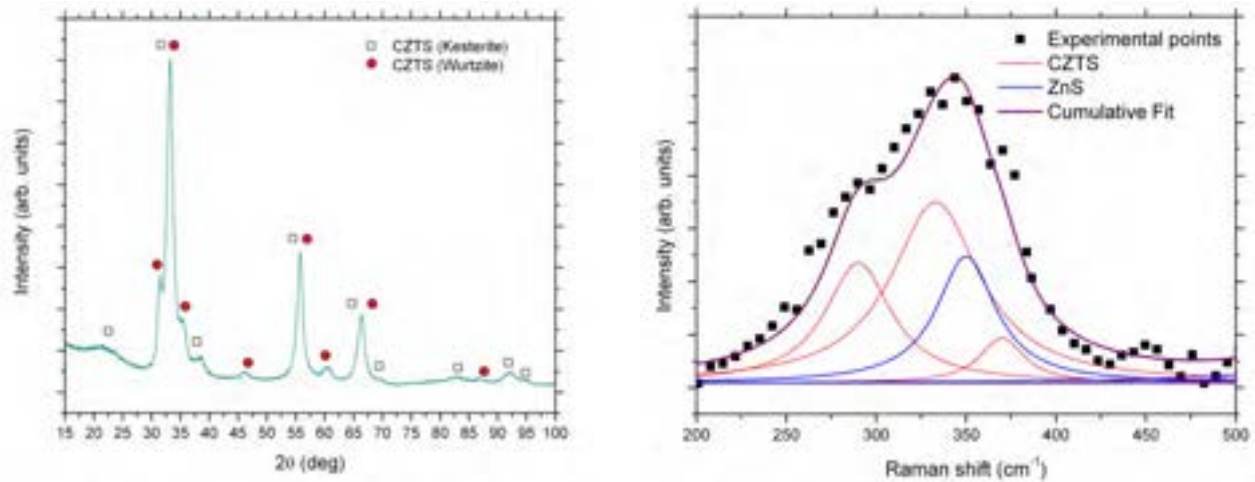 CZTS (Kesterite)
CZTS (Wurtzite)
Intensity (arb. units)
15 20 25 30 35 40 45 50 55 60 65 70 75 80 85 90 95 100
2θ (deg)
Experimental points
CZTS
ZnS
Cumulative Fit
Intensity (arb. units)
200 250 300 350 400 450 500
Raman shift (cm⁻¹)